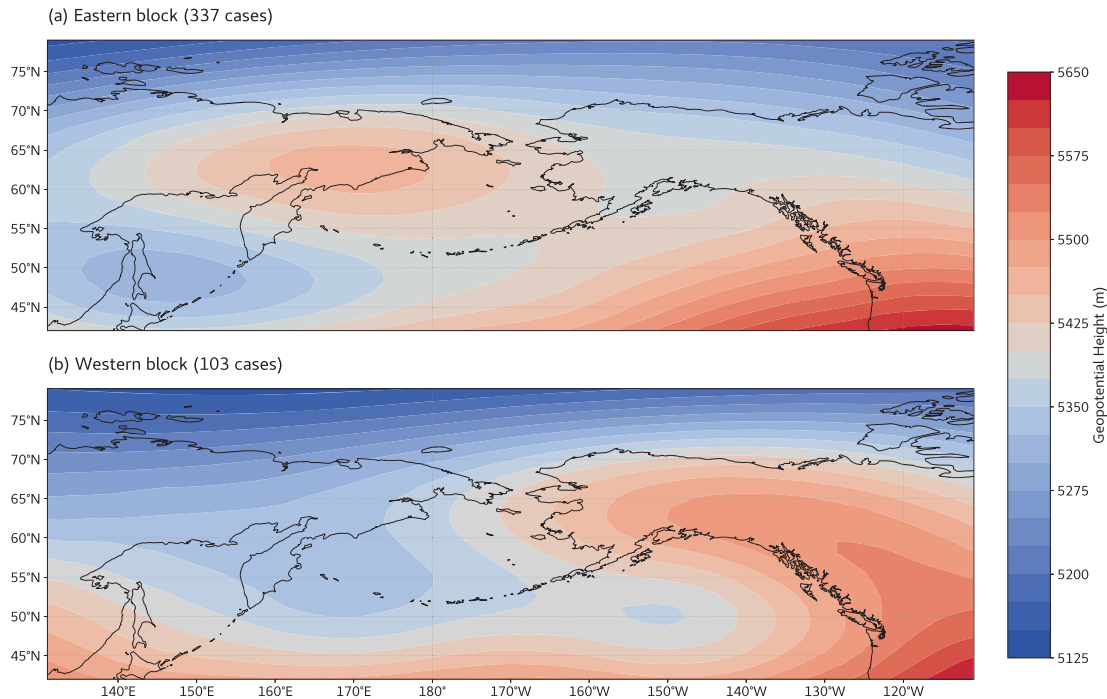 (a) Eastern block (337 cases)
75°N
70°N
65°N
60°N
55°N
50°N
45°N
(b) Western block (103 cases)
75°N
70°N
65°N
60°N
55°N
50°N
45°N
140°E 150°E 160°E 170°E 180° 170°W 160°W 150°W 140°W 130°W 120°W
5650
5575
5500
5425
5350
5275
5200
5125
Geopotential Height (m)